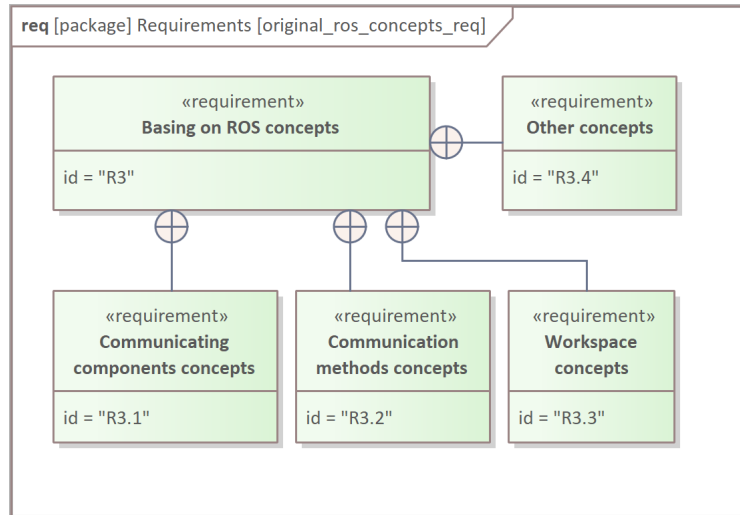 req [package] Requirements [original_ros_concepts_req]
«requirement»
Basing on ROS concepts
id = "R3"
«requirement»
Other concepts
id = "R3.4"
«requirement»
Communicating
components concepts
id = "R3.1"
«requirement»
Communication
methods concepts
id = "R3.2"
«requirement»
Workspace
concepts
id = "R3.3"